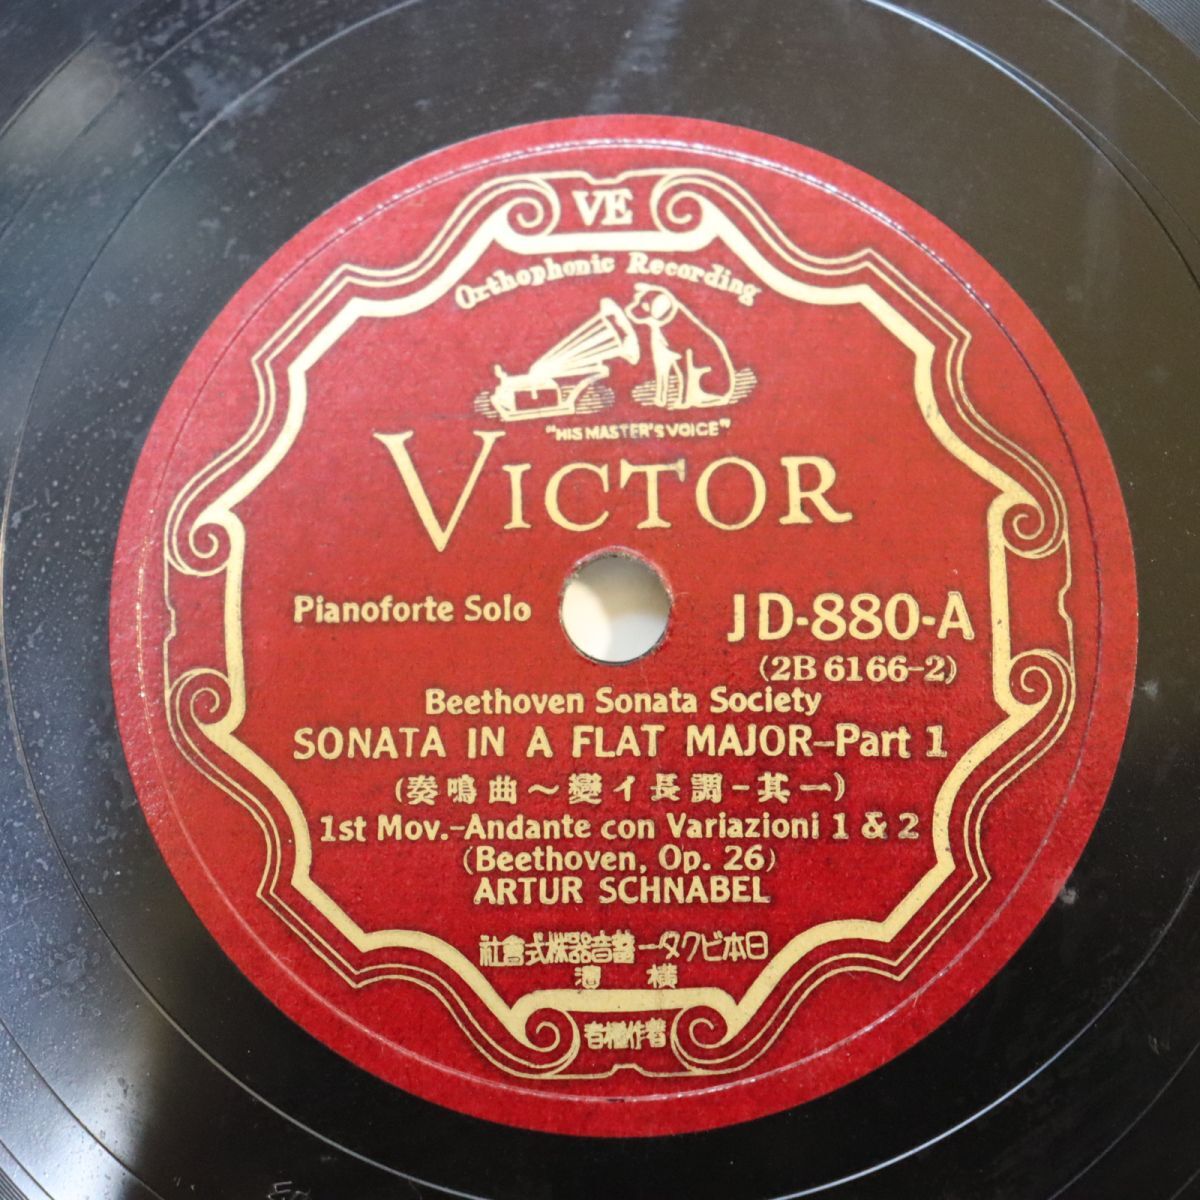 VE
Orthophonic Recording
"HIS MASTER'S VOICE"
VICTOR
Pianoforte Solo
JD-880-A
(2B 6166-2)
Beethoven Sonata Society
SONATA IN A FLAT MAJOR–Part 1
(奏鳴曲～變イ長調－其一)
1st Mov.–Andante con Variazioni 1 & 2
(Beethoven, Op. 26)
ARTUR SCHNABEL
社會式株器音蓄ータクビ本日
濱橫
有權作著